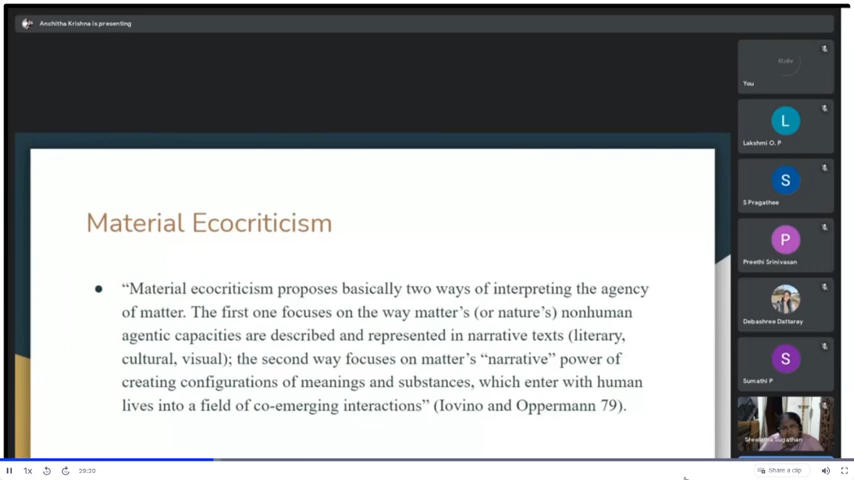 Anchitha Krishna is presenting
You
L
Lakshmi O. P
S
S Pragathee
P
Preethi Srinivasan
Debashree Dattaray
S
Sumathi P
Sreelatha Sugathan
Material Ecocriticism
● “Material ecocriticism proposes basically two ways of interpreting the agency
of matter. The first one focuses on the way matter’s (or nature’s) nonhuman
agentic capacities are described and represented in narrative texts (literary,
cultural, visual); the second way focuses on matter’s “narrative” power of
creating configurations of meanings and substances, which enter with human
lives into a field of co-emerging interactions” (Iovino and Oppermann 79).
1x
29:20
Share a clip